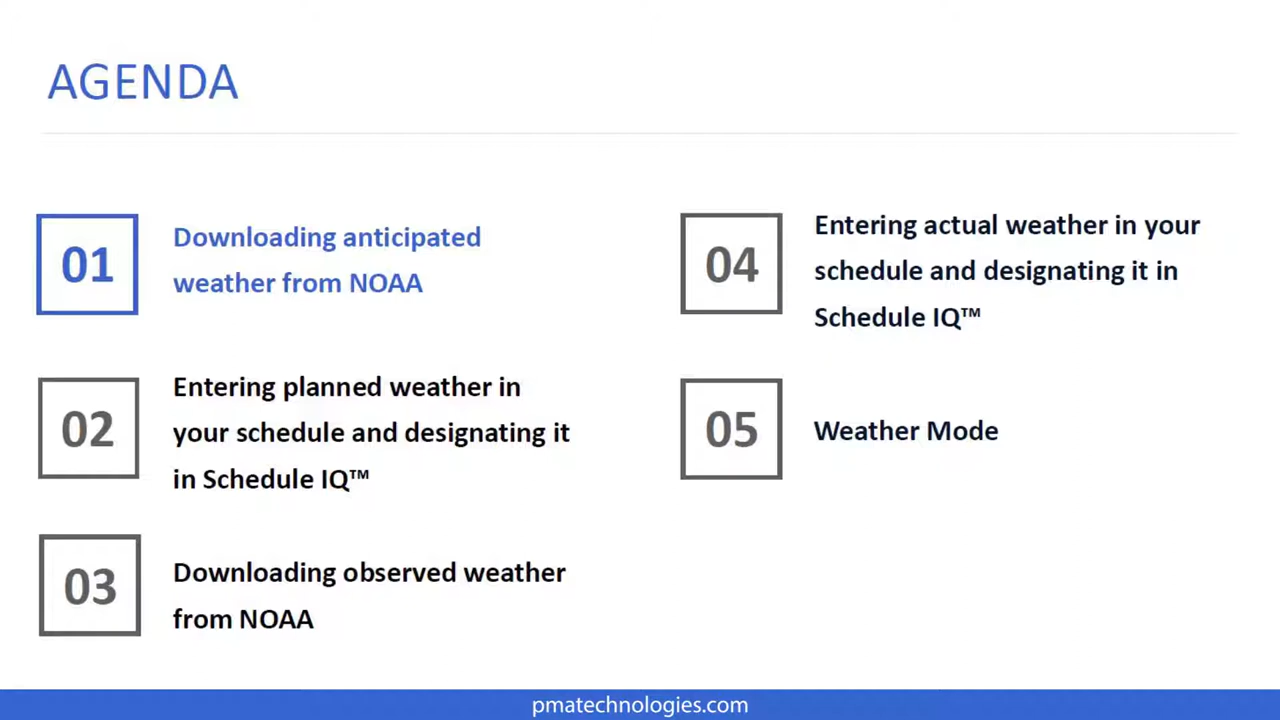 AGENDA
01
Downloading anticipated
weather from NOAA
02
Entering planned weather in
your schedule and designating it
in Schedule IQ™
03
Downloading observed weather
from NOAA
04
Entering actual weather in your
schedule and designating it in
Schedule IQ™
05
Weather Mode
pmatechnologies.com